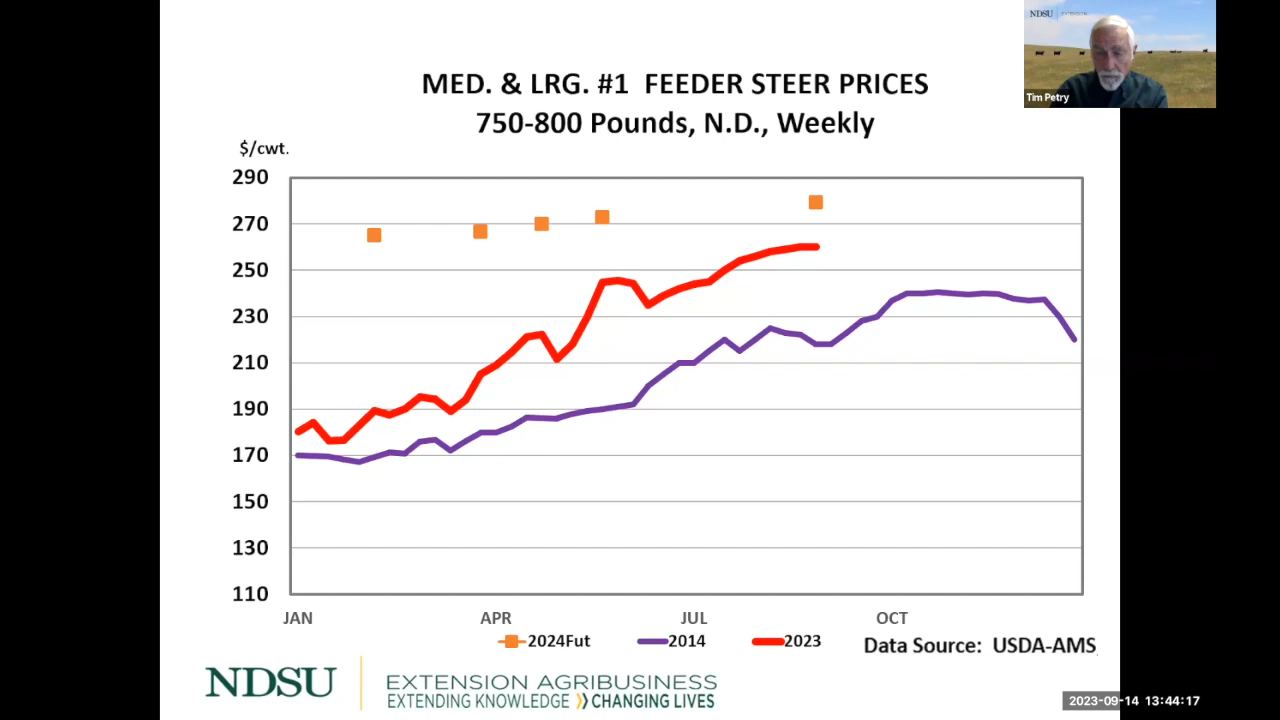 NDSU EXTENSION
Tim Petry
MED. & LRG. #1 FEEDER STEER PRICES
750-800 Pounds, N.D., Weekly
$/cwt.
290
270
250
230
210
190
170
150
130
110
JAN APR JUL OCT
2024Fut 2014 2023
Data Source: USDA-AMS
NDSU
EXTENSION AGRIBUSINESS
EXTENDING KNOWLEDGE CHANGING LIVES
2023-09-14 13:44:17